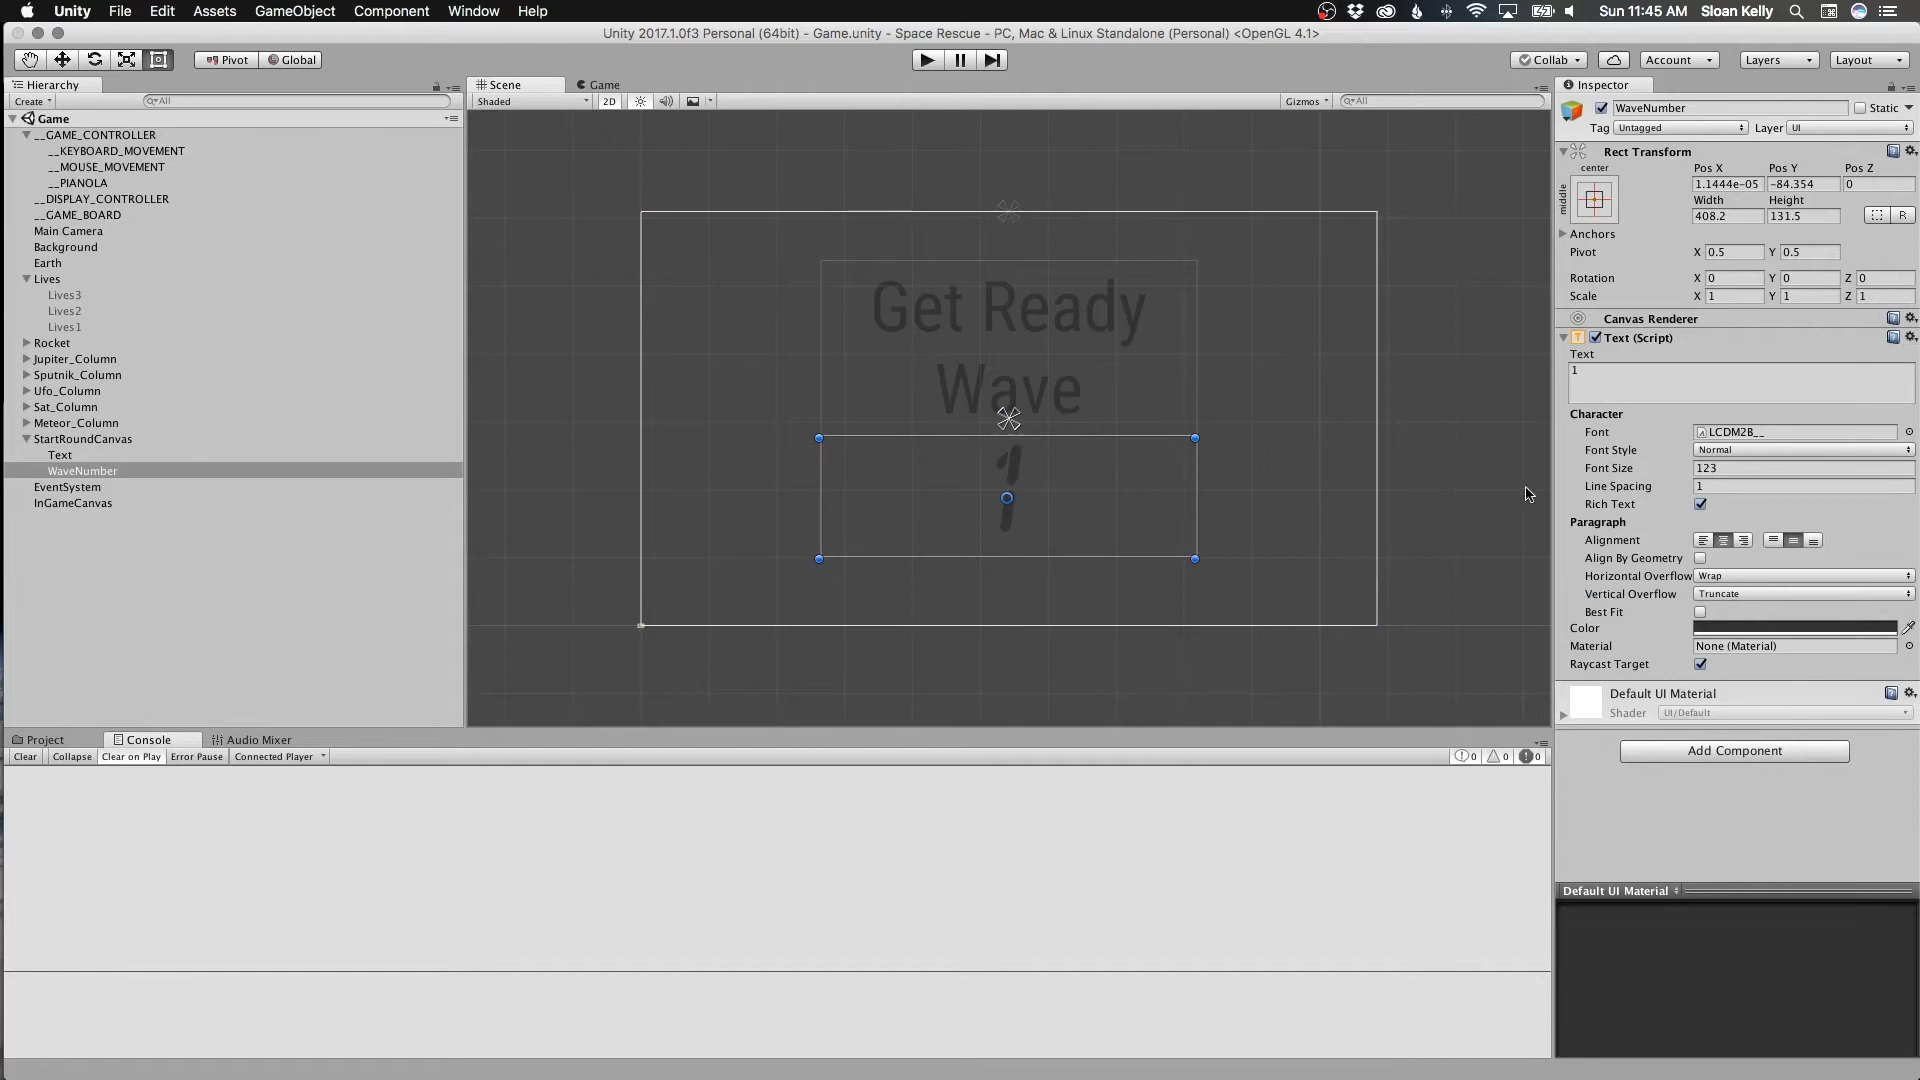 Unity File Edit Assets GameObject Component Window Help Sun 11:45 AM Sloan Kelly
Unity 2017.1.0f3 Personal (64bit) - Game.unity - Space Rescue - PC, Mac & Linux Standalone (Personal) <OpenGL 4.1>
Pivot Global Collab Account Layers Layout
Hierarchy
Create All
Game
__GAME_CONTROLLER
__KEYBOARD_MOVEMENT
__MOUSE_MOVEMENT
__PIANOLA
__DISPLAY_CONTROLLER
__GAME_BOARD
Main Camera
Background
Earth
Lives
Lives3
Lives2
Lives1
Rocket
Jupiter_Column
Sputnik_Column
Ufo_Column
Sat_Column
Meteor_Column
StartRoundCanvas
Text
WaveNumber
EventSystem
InGameCanvas
Scene Game
Shaded 2D Gizmos All
Get Ready
Wave
1
Inspector
WaveNumber Static
Tag Untagged Layer UI
Rect Transform
center Pos X Pos Y Pos Z
middle 1.1444e-05 -84.354 0
Width Height
408.2 131.5 R
Anchors
Pivot X 0.5 Y 0.5
Rotation X 0 Y 0 Z 0
Scale X 1 Y 1 Z 1
Canvas Renderer
Text (Script)
Text
1
Character
Font LCDM2B__
Font Style Normal
Font Size 123
Line Spacing 1
Rich Text
Paragraph
Alignment
Align By Geometry
Horizontal Overflow Wrap
Vertical Overflow Truncate
Best Fit
Color
Material None (Material)
Raycast Target
Default UI Material
Shader UI/Default
Add Component
Default UI Material
Project Console Audio Mixer
Clear Collapse Clear on Play Error Pause Connected Player 0 0 0